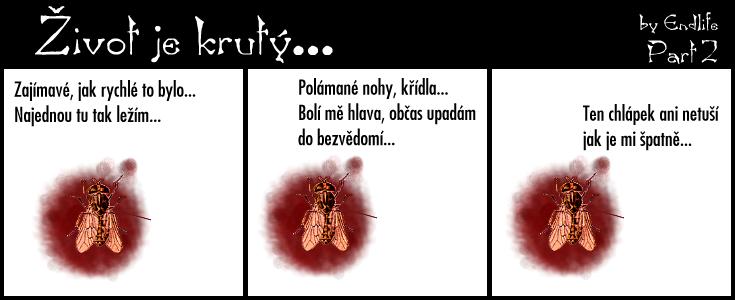 Život je krutý...
by Endlife
Part 2
Zajímavé, jak rychlé to bylo...
Najednou tu tak ležím...
Polámané nohy, křídla...
Bolí mě hlava, občas upadám
do bezvědomí...
Ten chlápek ani netuší
jak je mi špatně...